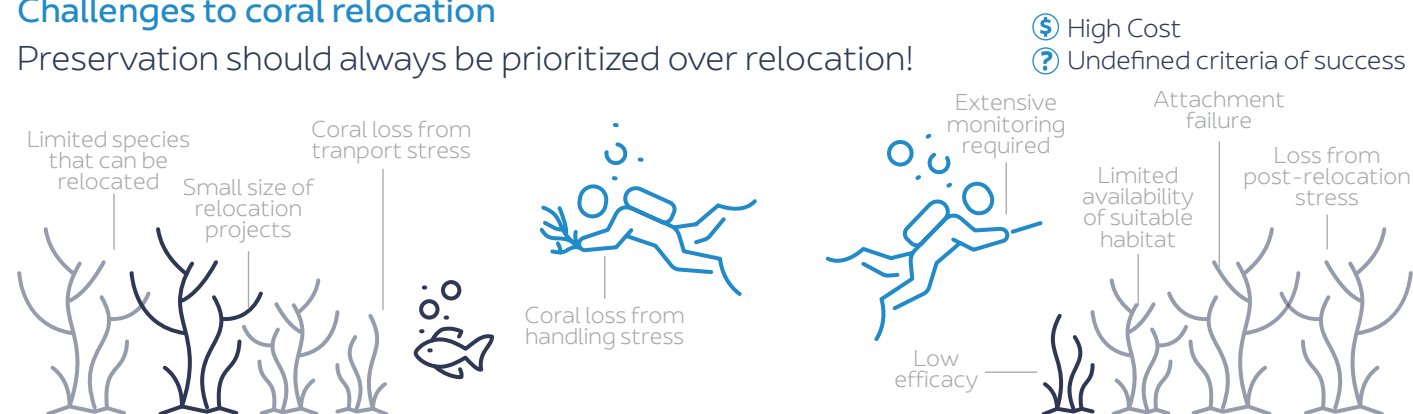 Challenges to coral relocation
Preservation should always be prioritized over relocation!
$ High Cost
? Undefined criteria of success
Limited species
that can be
relocated
Small size of
relocation
projects
Coral loss from
tranport stress
Coral loss from
handling stress
Extensive
monitoring
required
Low
efficacy
Limited
availability
of suitable
habitat
Attachment
failure
Loss from
post-relocation
stress